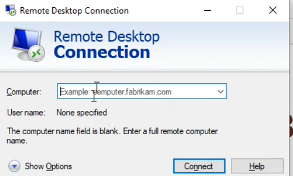 Remote Desktop Connection
Remote Desktop
Connection
Computer:
Example: computer.fabrikam.com
User name: None specified
The computer name field is blank. Enter a full remote computer
name.
Show Options
Connect
Help